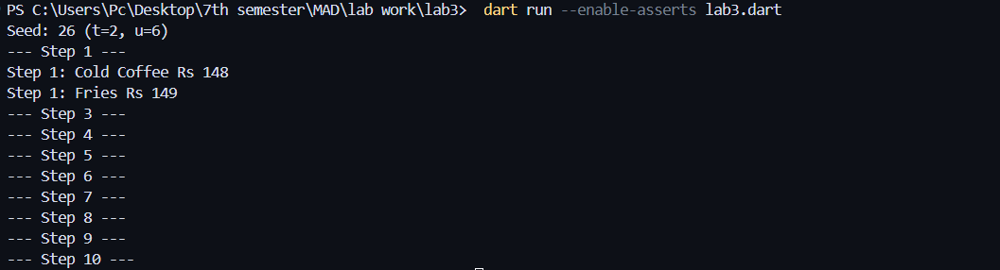 PS C:\Users\Pc\Desktop\7th semester\MAD\lab work\lab3>  dart run --enable-asserts lab3.dart
Seed: 26 (t=2, u=6)
--- Step 1 ---
Step 1: Cold Coffee Rs 148
Step 1: Fries Rs 149
--- Step 3 ---
--- Step 4 ---
--- Step 5 ---
--- Step 6 ---
--- Step 7 ---
--- Step 8 ---
--- Step 9 ---
--- Step 10 ---